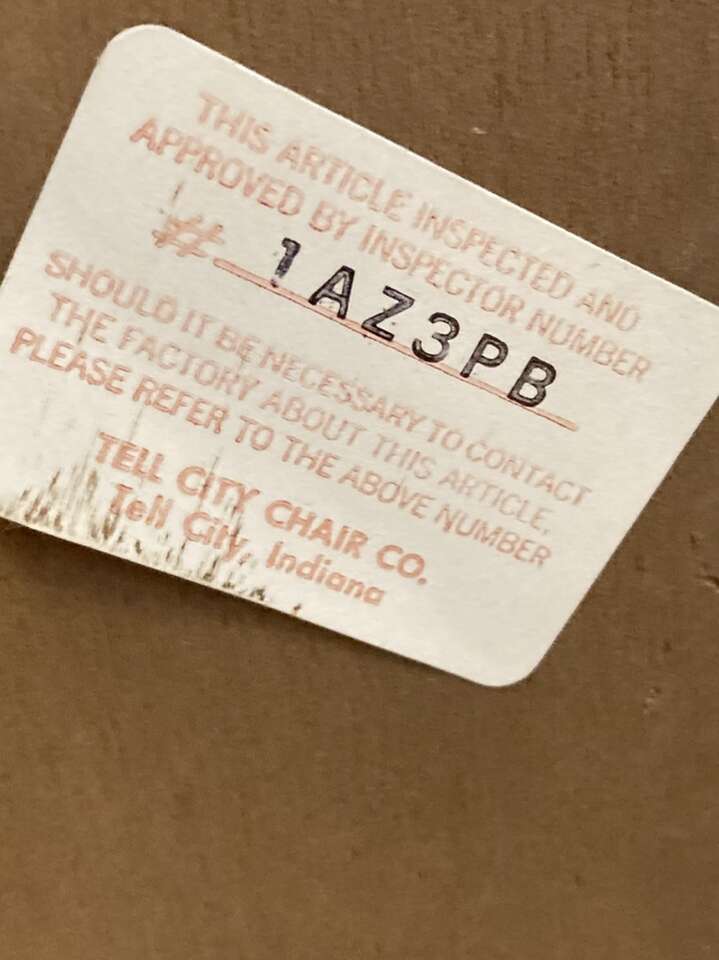 THIS ARTICLE INSPECTED AND
APPROVED BY INSPECTOR NUMBER
# 1AZ3PB
SHOULD IT BE NECESSARY TO CONTACT
THE FACTORY ABOUT THIS ARTICLE,
PLEASE REFER TO THE ABOVE NUMBER
TELL CITY CHAIR CO.
Tell City, Indiana